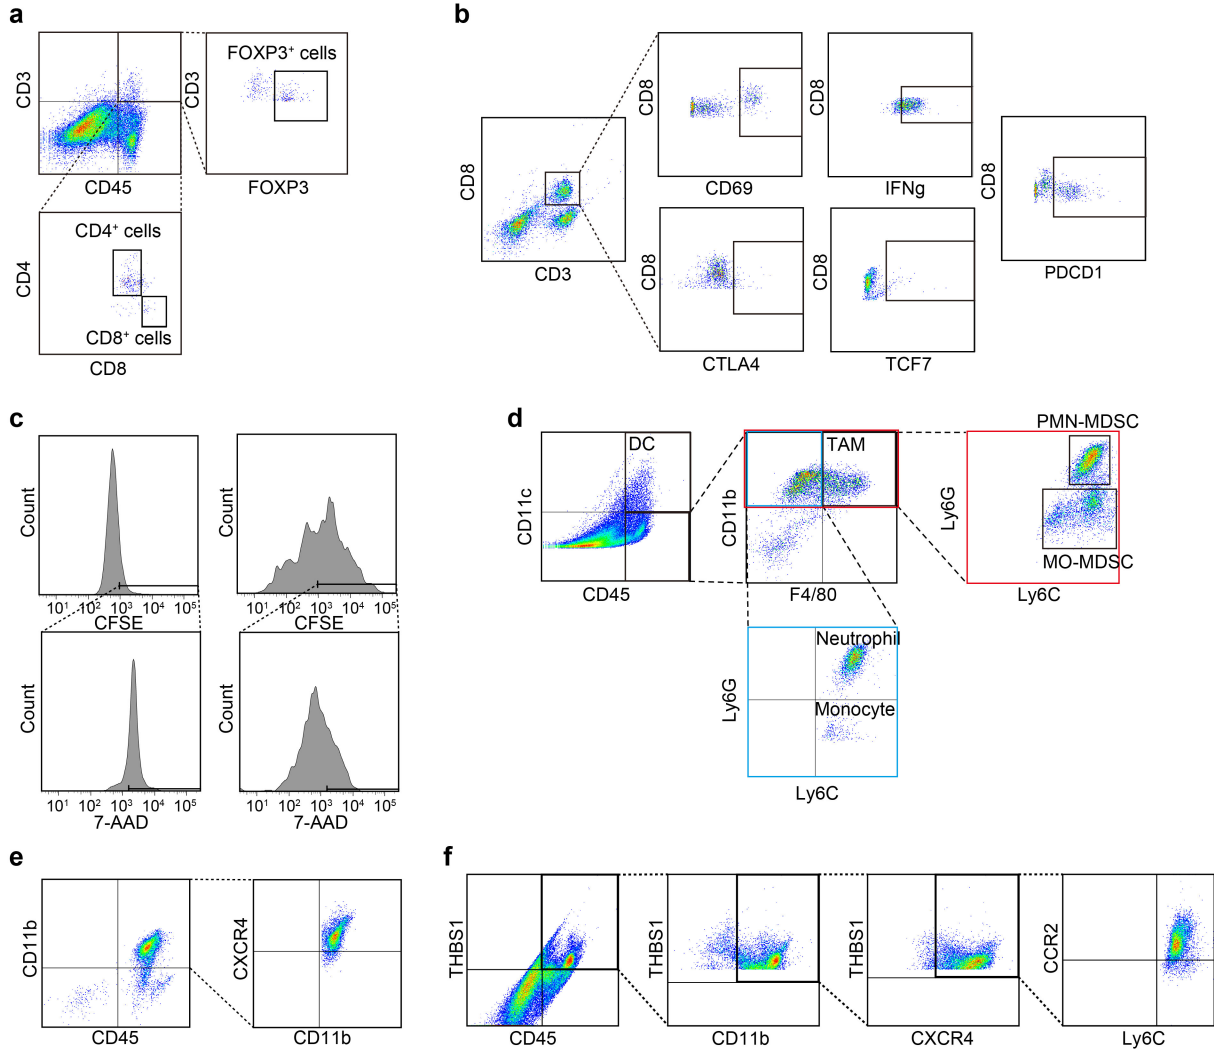 a
CD3
CD45
CD3
FOXP3⁺ cells
FOXP3
CD4⁺ cells
CD4
CD8⁺ cells
CD8
b
CD8
CD3
CD8
CD69
CD8
IFNg
CD8
CTLA4
CD8
TCF7
CD8
PDCD1
c
Count
10¹ 10² 10³ 10⁴ 10⁵
CFSE
Count
10¹ 10² 10³ 10⁴ 10⁵
CFSE
Count
10¹ 10² 10³ 10⁴ 10⁵
7-AAD
Count
10¹ 10² 10³ 10⁴ 10⁵
7-AAD
d
DC
CD11c
CD45
TAM
CD11b
F4/80
PMN-MDSC
Ly6G
MO-MDSC
Ly6C
Neutrophil
Ly6G
Monocyte
Ly6C
e
CD11b
CD45
CXCR4
CD11b
f
THBS1
CD45
THBS1
CD11b
THBS1
CXCR4
CCR2
Ly6C